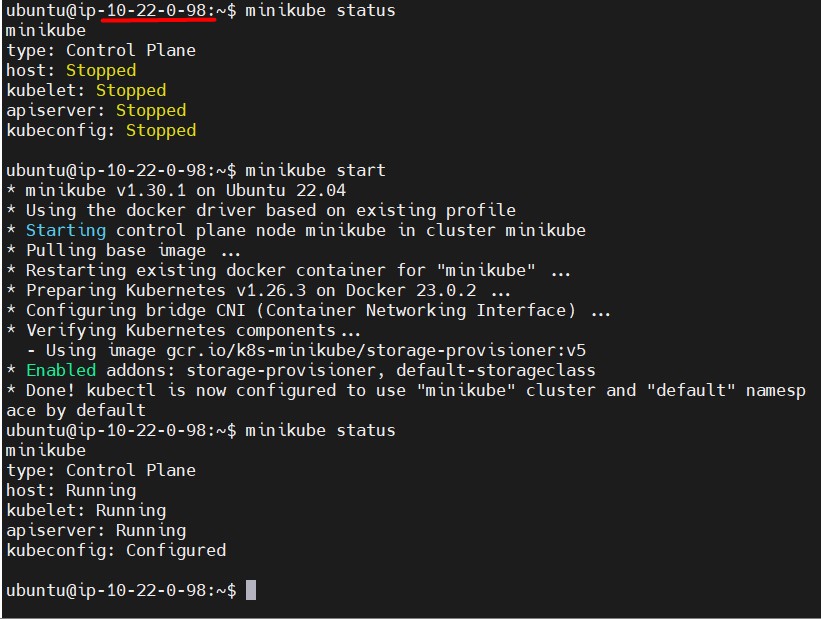 ubuntu@ip-10-22-0-98:~$ minikube status
minikube
type: Control Plane
host: Stopped
kubelet: Stopped
apiserver: Stopped
kubeconfig: Stopped
ubuntu@ip-10-22-0-98:~$ minikube start
* minikube v1.30.1 on Ubuntu 22.04
* Using the docker driver based on existing profile
* Starting control plane node minikube in cluster minikube
* Pulling base image ...
* Restarting existing docker container for "minikube" ...
* Preparing Kubernetes v1.26.3 on Docker 23.0.2 ...
* Configuring bridge CNI (Container Networking Interface) ...
* Verifying Kubernetes components...
  - Using image gcr.io/k8s-minikube/storage-provisioner:v5
* Enabled addons: storage-provisioner, default-storageclass
* Done! kubectl is now configured to use "minikube" cluster and "default" namesp
ace by default
ubuntu@ip-10-22-0-98:~$ minikube status
minikube
type: Control Plane
host: Running
kubelet: Running
apiserver: Running
kubeconfig: Configured
ubuntu@ip-10-22-0-98:~$